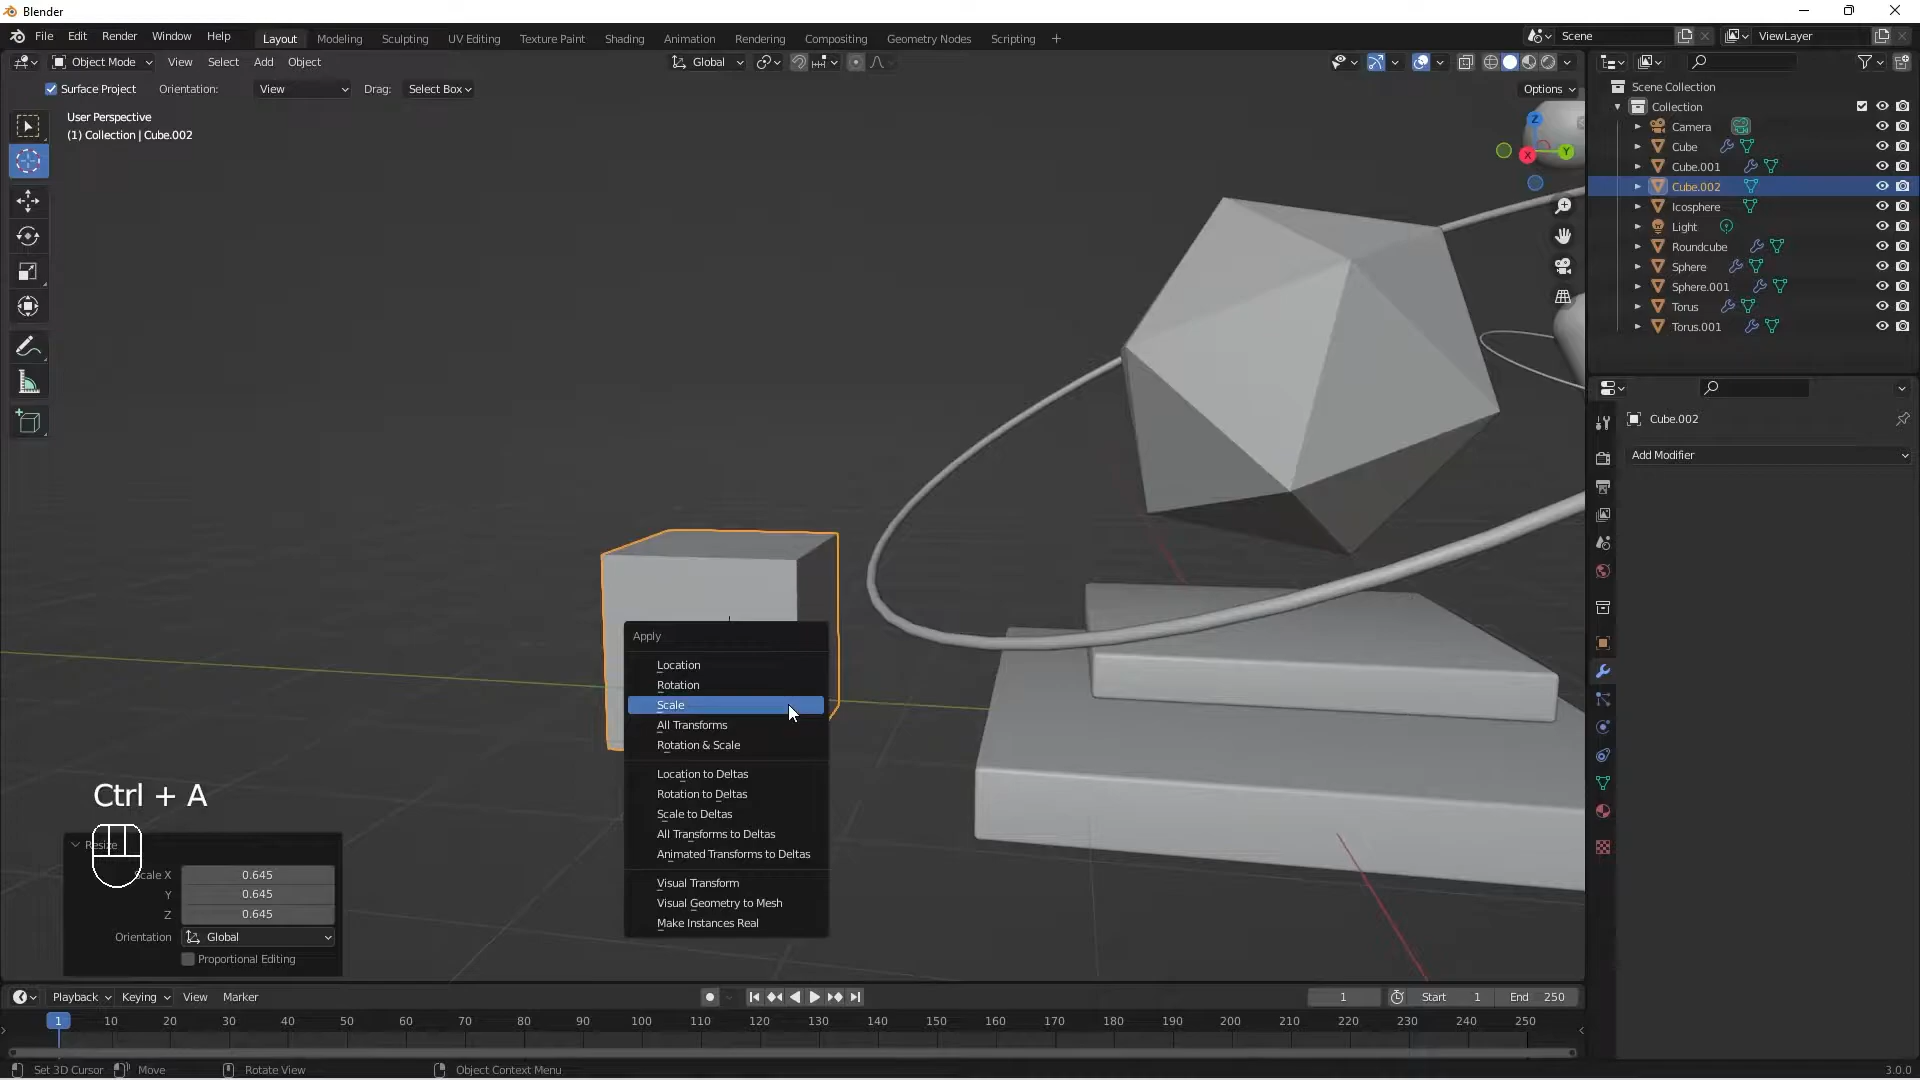 Blender
File Edit Render Window Help
Layout Modeling Sculpting UV Editing Texture Paint Shading Animation Rendering Compositing Geometry Nodes Scripting +
Scene
ViewLayer
Object Mode View Select Add Object
Global
Surface Project Orientation: View Drag: Select Box
Options
User Perspective
(1) Collection | Cube.002
Z
X
Y
Scene Collection
Collection
Camera
Cube
Cube.001
Cube.002
Icosphere
Light
Roundcube
Sphere
Sphere.001
Torus
Torus.001
Cube.002
Add Modifier
Apply
Location
Rotation
Scale
All Transforms
Rotation & Scale
Location to Deltas
Rotation to Deltas
Scale to Deltas
All Transforms to Deltas
Animated Transforms to Deltas
Visual Transform
Visual Geometry to Mesh
Make Instances Real
Ctrl + A
Resize
Scale X 0.645
Y 0.645
Z 0.645
Orientation Global
Proportional Editing
Playback Keying View Marker
1 Start 1 End 250
1 10 20 30 40 50 60 70 80 90 100 110 120 130 140 150 160 170 180 190 200 210 220 230 240 250
Set 3D Cursor Move Rotate View Object Context Menu 3.0.0